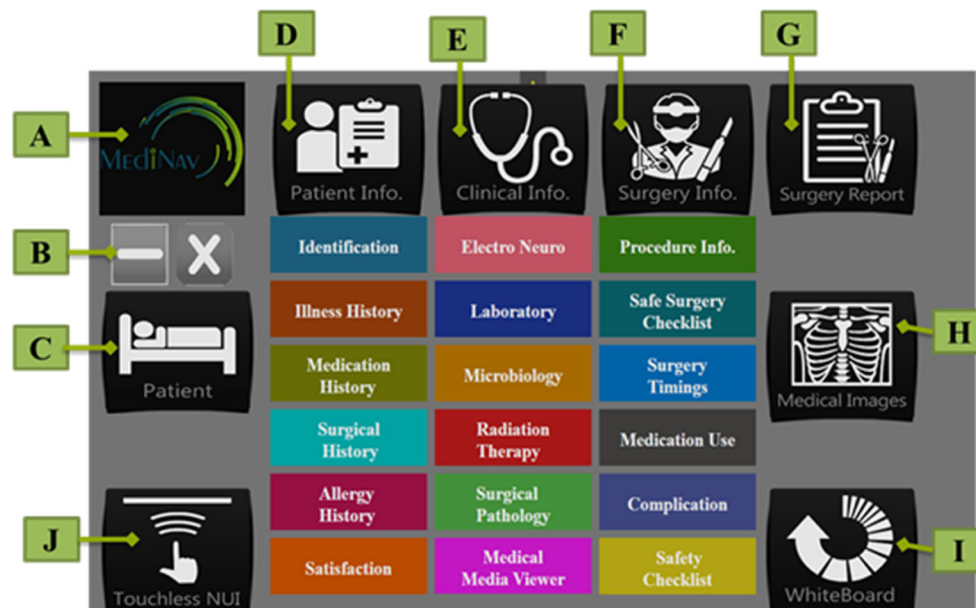 D
E
F
G
A
MEDINAV
Patient Info.
Clinical Info.
Surgery Info.
Surgery Report
B
Identification
Electro Neuro
Procedure Info.
C
Patient
Illness History
Laboratory
Safe Surgery
Checklist
H
Medical Images
Medication
History
Microbiology
Surgery
Timings
Surgical
History
Radiation
Therapy
Medication Use
J
Touchless NUI
Allergy
History
Surgical
Pathology
Complication
I
WhiteBoard
Satisfaction
Medical
Media Viewer
Safety
Checklist